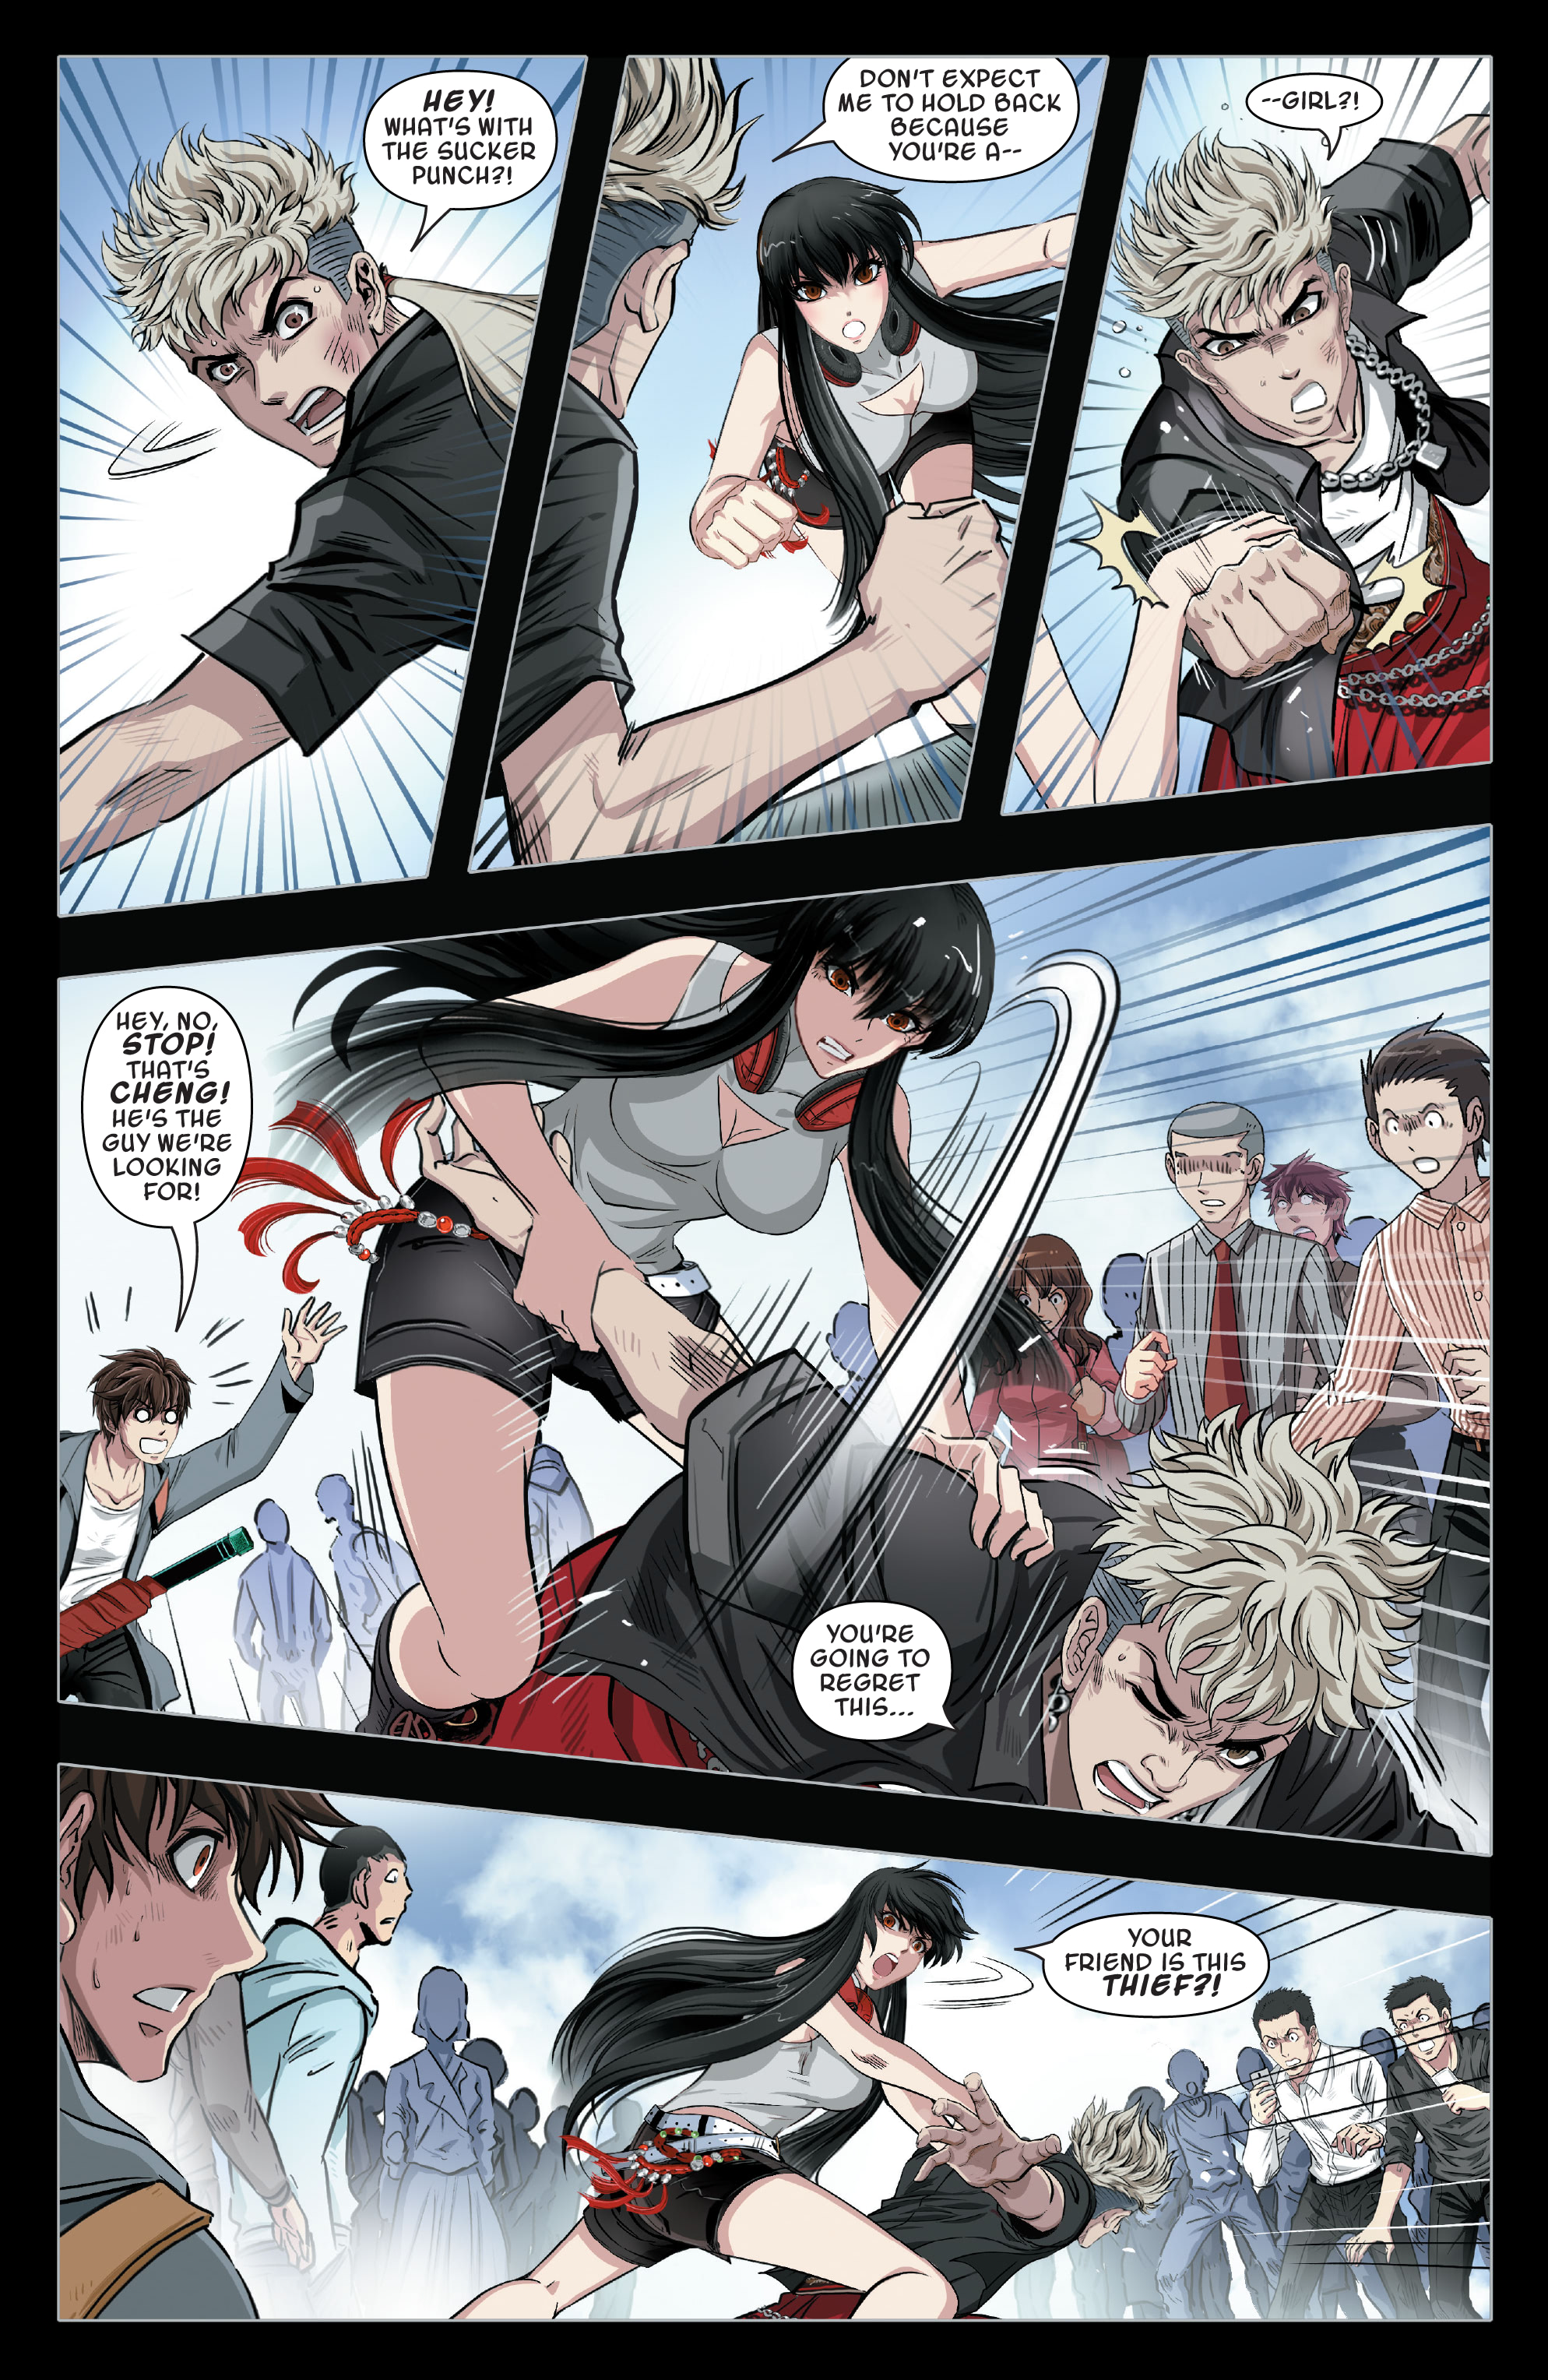 HEY!
WHAT'S WITH
THE SUCKER
PUNCH?!
DON'T EXPECT
ME TO HOLD BACK
BECAUSE
YOU'RE A--
--GIRL?!
HEY, NO,
STOP!
THAT'S
CHENG!
HE'S THE
GUY WE'RE
LOOKING
FOR!
YOU'RE
GOING TO
REGRET
THIS...
YOUR
FRIEND IS THIS
THIEF?!